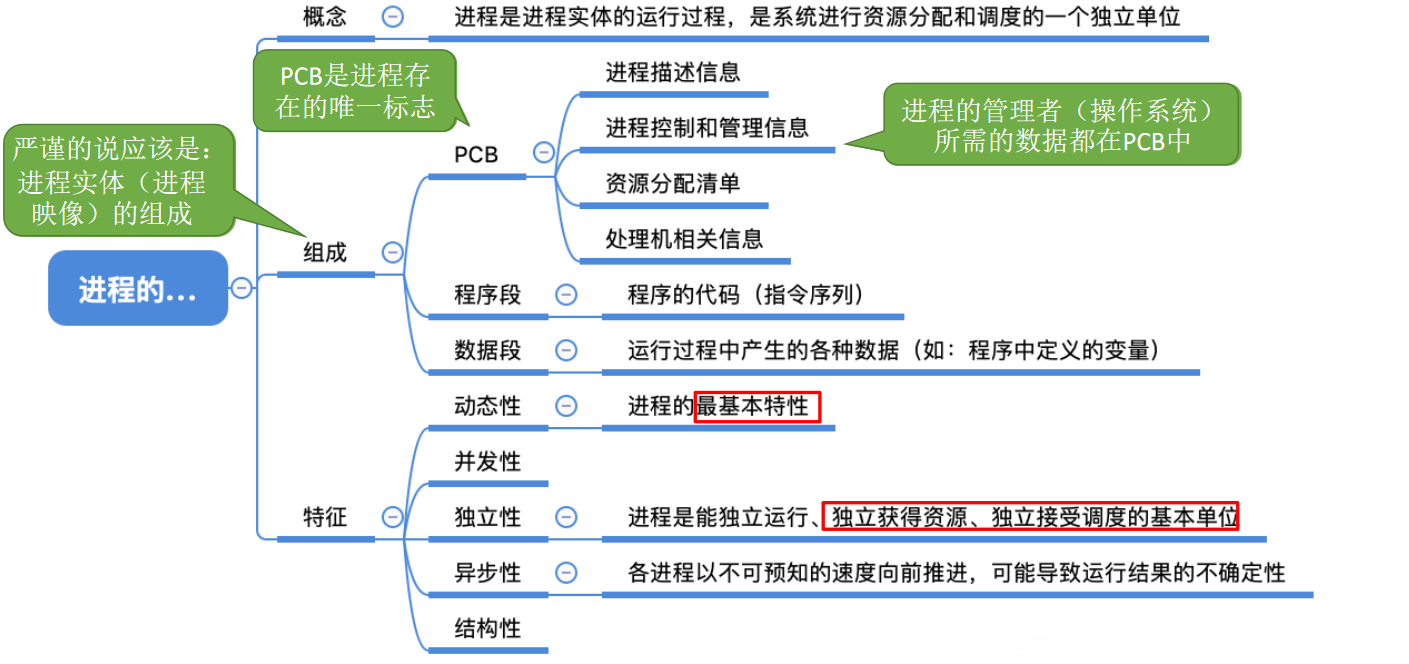 概念
进程是进程实体的运行过程，是系统进行资源分配和调度的一个独立单位
PCB是进程存
在的唯一标志
进程描述信息
进程的管理者（操作系统）
所需的数据都在PCB中
进程控制和管理信息
严谨的说应该是：
进程实体（进程
映像）的组成
PCB
资源分配清单
处理机相关信息
组成
进程的...
程序段
程序的代码（指令序列）
数据段
运行过程中产生的各种数据（如：程序中定义的变量）
动态性
进程的最基本特性
并发性
特征
独立性
进程是能独立运行、独立获得资源、独立接受调度的基本单位
异步性
各进程以不可预知的速度向前推进，可能导致运行结果的不确定性
结构性